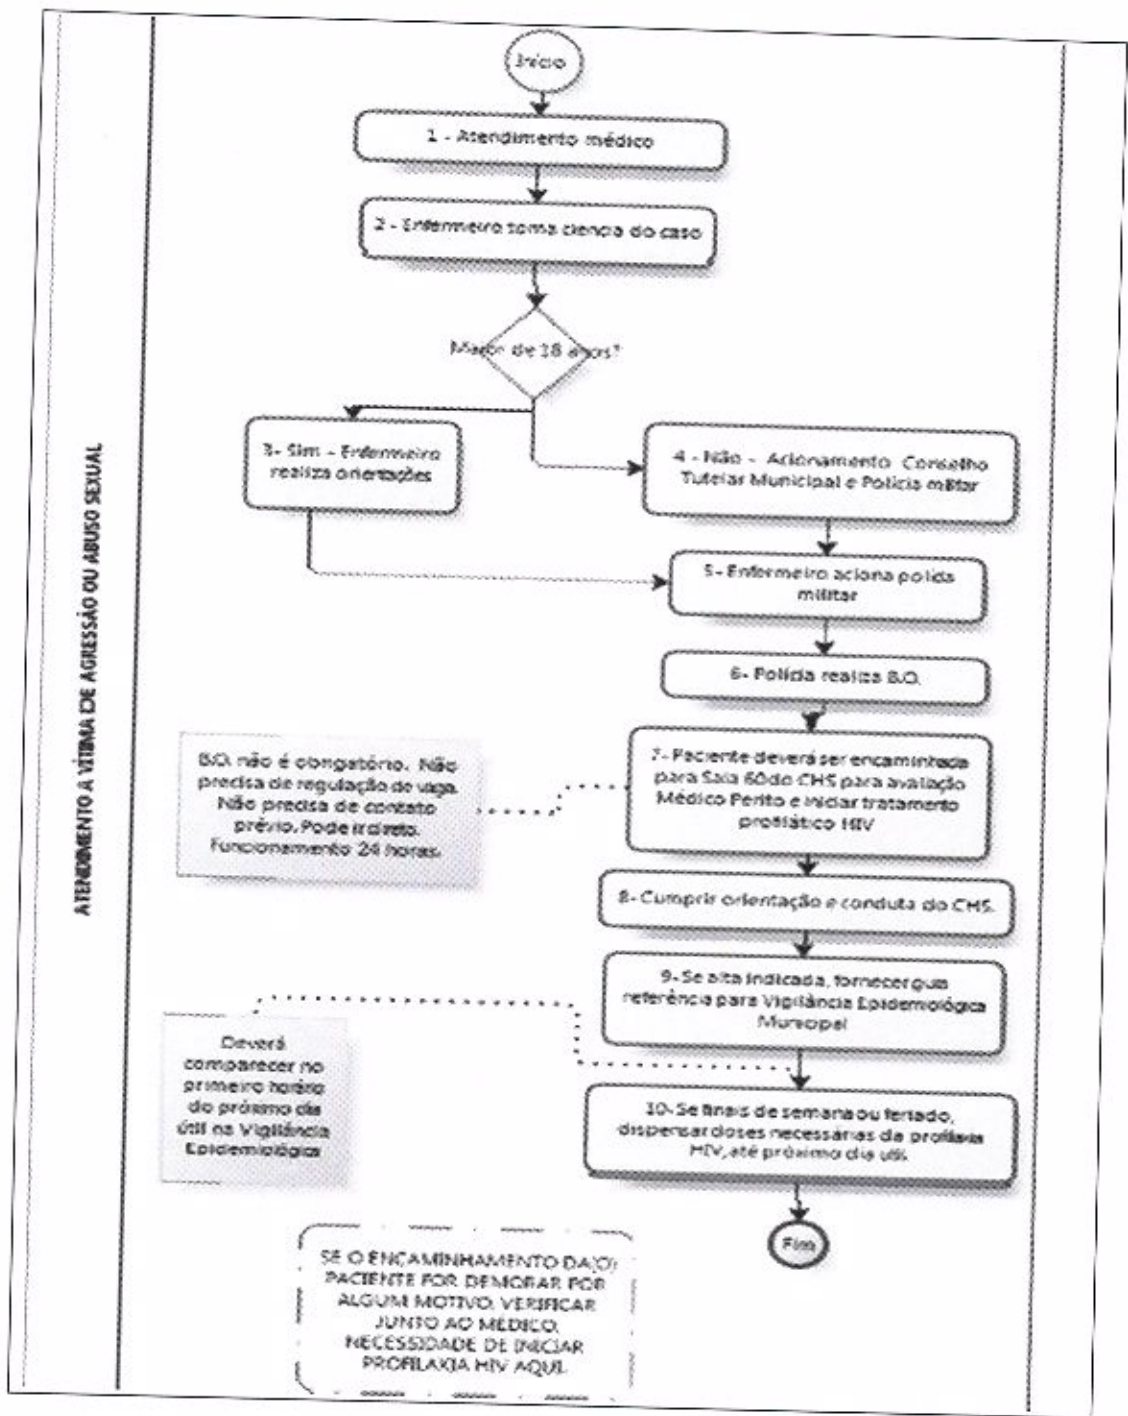 Início
1 - Atendimento médico
2 - Enfermeiro toma ciencia do caso
Maior de 18 anos?
3- Sim - Enfermeiro
realiza orientações
4 - Não - Acionamento Conselho
Tutelar Municipal e Polícia militar
5- Enfermeiro aciona polícia
militar
6- Polícia realiza B.O.
7- Paciente deverá ser encaminhada
para Sala 60 do CHS para avaliação
Médico Perito e iniciar tratamento
profilático HIV
B.O. não é obrigatório. Não
precisa de regulação de vaga.
Não precisa de contato
prévio. Pode ir direto.
Funcionamento 24 horas.
8- Cumprir orientação e conduta do CHS.
9- Se alta indicada, fornecer guia
referência para Vigilância Epidemiológica
Municipal
Deverá
comparecer no
primeiro horário
do próximo dia
útil na Vigilância
Epidemiológica
10- Se finais de semana ou feriado,
dispensar doses necessárias da profilaxia
HIV, até próximo dia util.
Fim
SE O ENCAMINHAMENTO DA(O)
PACIENTE FOR DEMORAR POR
ALGUM MOTIVO, VERIFICAR
JUNTO AO MÉDICO,
NECESSIDADE DE INICIAR
PROFILAXIA HIV AQUI.
ATENDIMENTO A VÍTIMA DE AGRESSÃO OU ABUSO SEXUAL